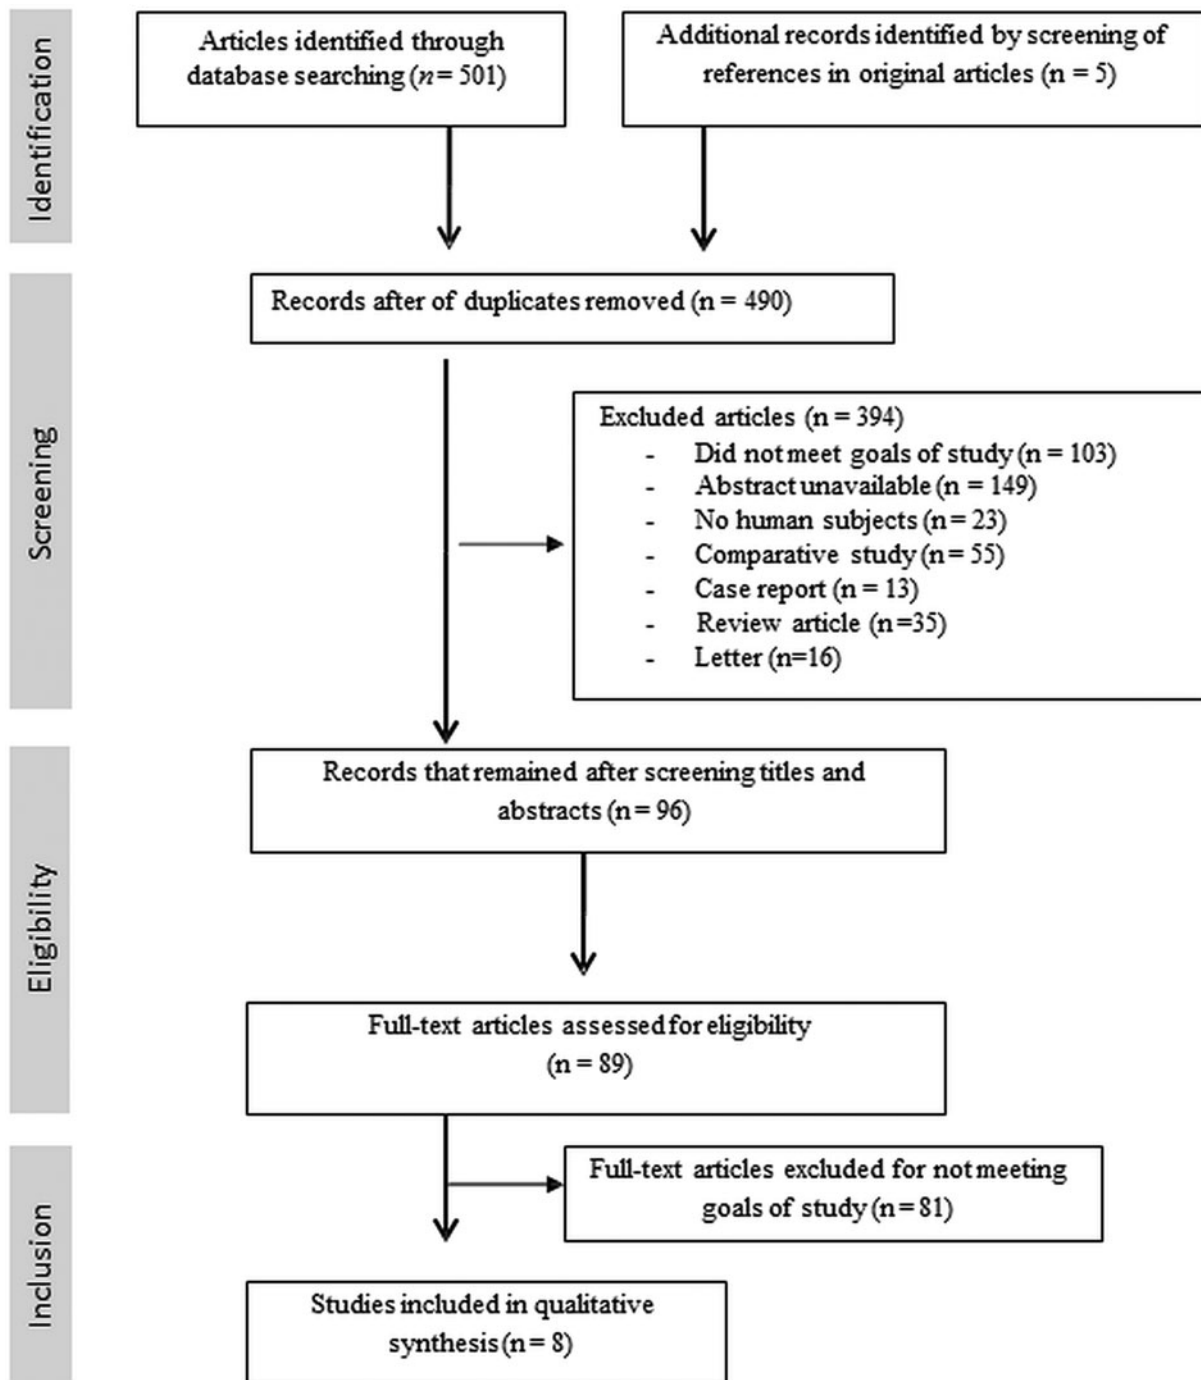 Identification
Articles identified through
database searching (n= 501)
Additional records identified by screening of
references in original articles (n = 5)
Screening
Records after of duplicates removed (n = 490)
Excluded articles (n = 394)
- Did not meet goals of study (n = 103)
- Abstract unavailable (n = 149)
- No human subjects (n= 23)
- Comparative study (n= 55)
- Case report (n = 13)
- Review article (n=35)
- Letter (n=16)
Eligibility
Records that remained after screening titles and
abstracts (n = 96)
Full-text articles assessed for eligibility
(n = 89)
Inclusion
Full-text articles excluded for not meeting
goals of study (n= 81)
Studies included in qualitative
synthesis (n= 8)